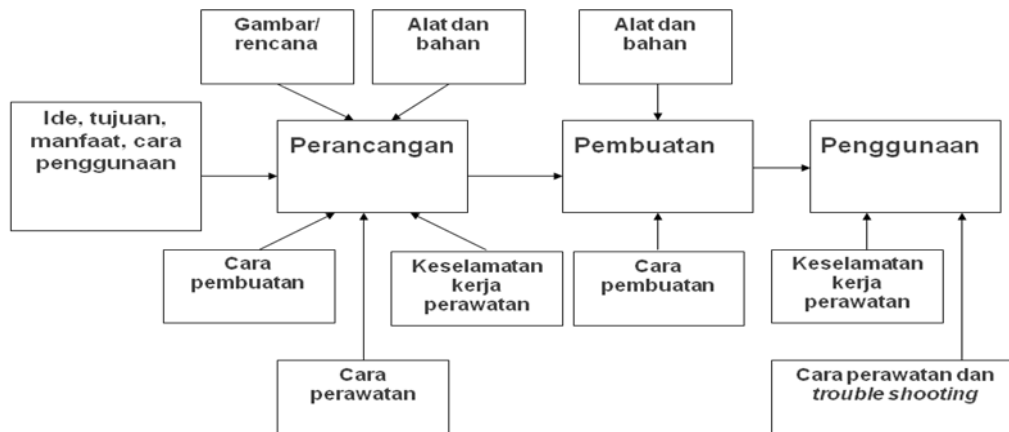 Gambar/
rencana
Alat dan
bahan
Alat dan
bahan
Ide, tujuan,
manfaat, cara
penggunaan
Perancangan
Pembuatan
Penggunaan
Cara
pembuatan
Keselamatan
kerja
perawatan
Cara
pembuatan
Keselamatan
kerja
perawatan
Cara
perawatan
Cara perawatan dan
trouble shooting